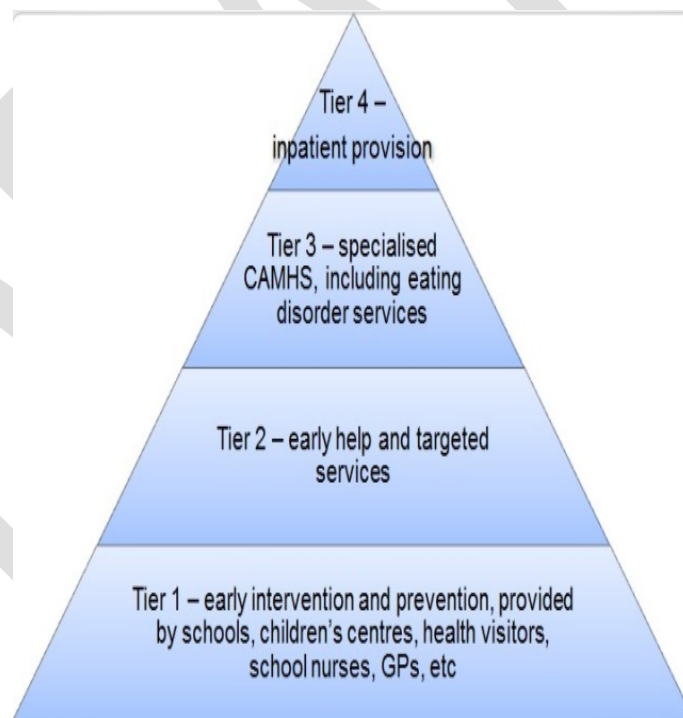 Tier 4 –
inpatient provision
Tier 3 – specialised
CAMHS, including eating
disorder services
Tier 2 – early help and targeted
services
Tier 1 – early intervention and prevention, provided
by schools, children's centres, health visitors,
school nurses, GPs, etc